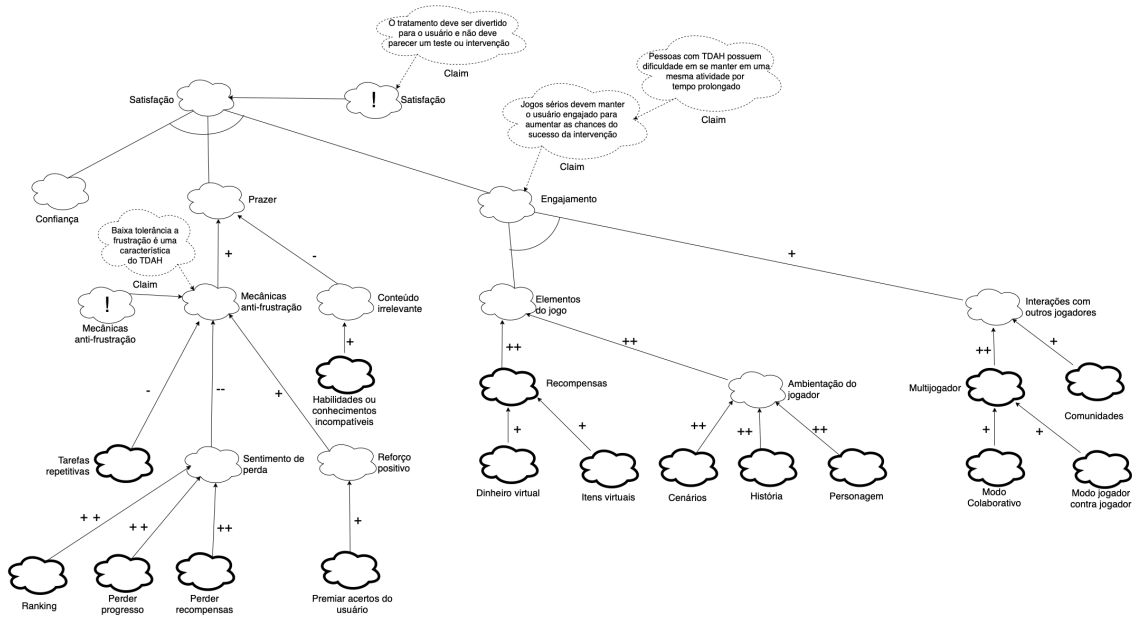 O tratamento deve ser divertido
para o usuário e não deve
parecer um teste ou intervenção
Claim
Pessoas com TDAH possuem
dificuldade em se manter em uma
mesma atividade por
tempo prolongado
Claim
Satisfação
!
Satisfação
Jogos sérios devem manter
o usuário engajado para
aumentar as chances do
sucesso da intervenção
Claim
Confiança
Prazer
Engajamento
Baixa tolerância a
frustração é uma
característica
do TDAH
Claim
+
-
+
!
Mecânicas
anti-frustração
Mecânicas
anti-frustração
Conteúdo
irrelevante
Elementos
do jogo
Interações com
outros jogadores
+
++
++
++
+
Habilidades ou
conhecimentos
incompatíveis
Recompensas
Ambientação do
jogador
Multijogador
Comunidades
-
--
+
+
+
++
++
++
+
+
Tarefas
repetitivas
Sentimento de
perda
Reforço
positivo
Dinheiro virtual
Itens virtuais
Cenários
História
Personagem
Modo
Colaborativo
Modo jogador
contra jogador
+ +
+ +
++
+
Ranking
Perder
progresso
Perder
recompensas
Premiar acertos do
usuário